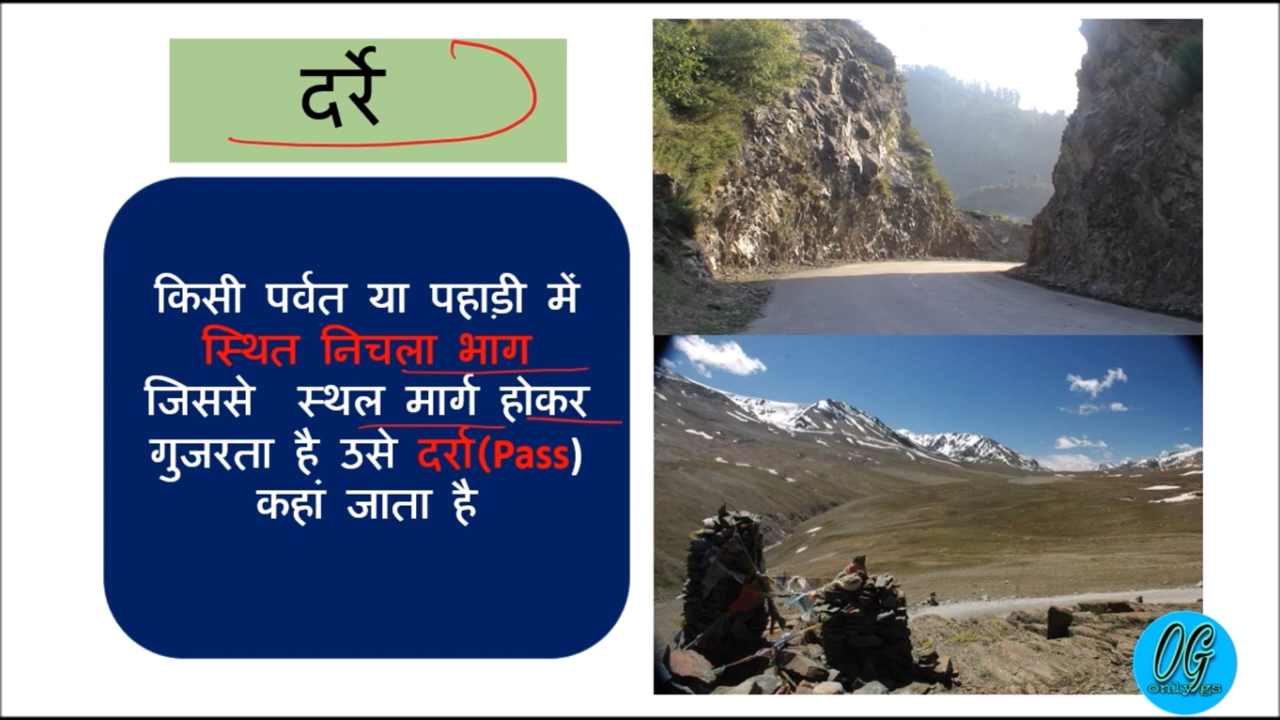 दर्रे
किसी पर्वत या पहाड़ी में
स्थित निचला भाग
जिससे स्थल मार्ग होकर
गुजरता है उसे दर्रा(Pass)
कहां जाता है
OG
only gs